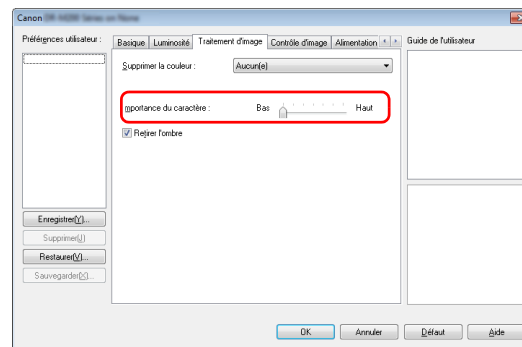 Canon
Préférences utilisateur :
Basique Luminosité Traitement d'image Contrôle d'image Alimentation
Guide de l'utilisateur
Supprimer la couleur :
Aucun(e)
mportance du caractère :
Bas
Haut
Retirer l'ombre
Enregistrer(Y)...
Supprimer(J)
Restaurer(V)...
Sauvegarder(X)...
OK
Annuler
Défaut
Aide